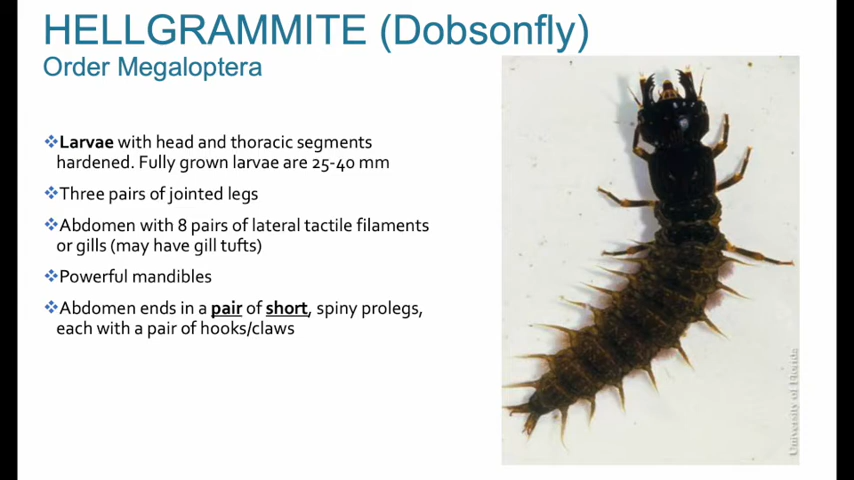 HELLGRAMMITE (Dobsonfly)
Order Megaloptera
❖Larvae with head and thoracic segments
hardened. Fully grown larvae are 25-40 mm
❖Three pairs of jointed legs
❖Abdomen with 8 pairs of lateral tactile filaments
or gills (may have gill tufts)
❖Powerful mandibles
❖Abdomen ends in a pair of short, spiny prolegs,
each with a pair of hooks/claws
University of Florida